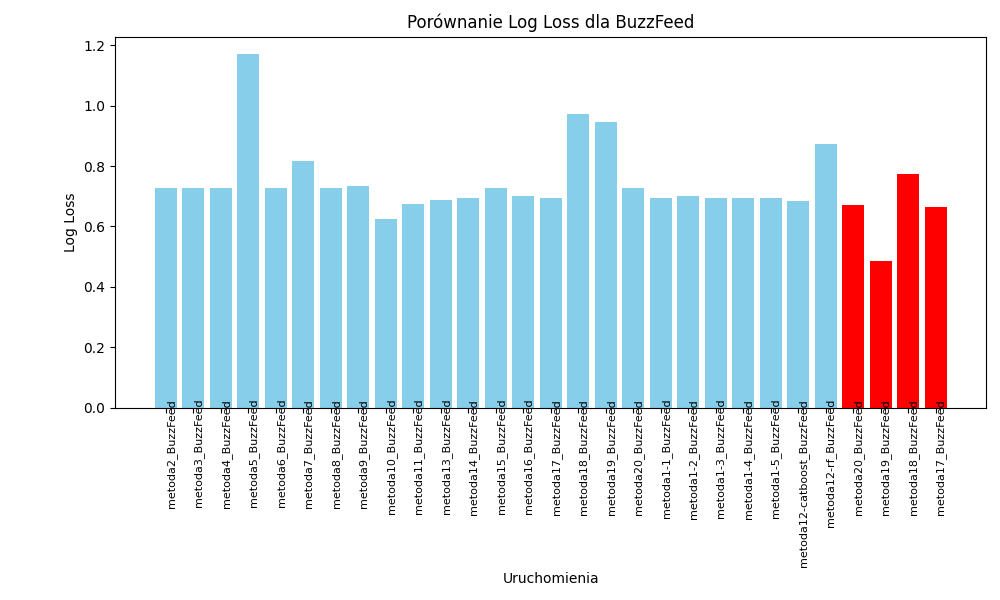 Porównanie Log Loss dla BuzzFeed
Log Loss
1.2
1.0
0.8
0.6
0.4
0.2
0.0
metoda2_BuzzFeed
metoda3_BuzzFeed
metoda4_BuzzFeed
metoda5_BuzzFeed
metoda6_BuzzFeed
metoda7_BuzzFeed
metoda8_BuzzFeed
metoda9_BuzzFeed
metoda10_BuzzFeed
metoda11_BuzzFeed
metoda13_BuzzFeed
metoda14_BuzzFeed
metoda15_BuzzFeed
metoda16_BuzzFeed
metoda17_BuzzFeed
metoda18_BuzzFeed
metoda19_BuzzFeed
metoda20_BuzzFeed
metoda1-1_BuzzFeed
metoda1-2_BuzzFeed
metoda1-3_BuzzFeed
metoda1-4_BuzzFeed
metoda1-5_BuzzFeed
metoda12-catboost_BuzzFeed
metoda12-rf_BuzzFeed
metoda20_BuzzFeed
metoda19_BuzzFeed
metoda18_BuzzFeed
metoda17_BuzzFeed
Uruchomienia